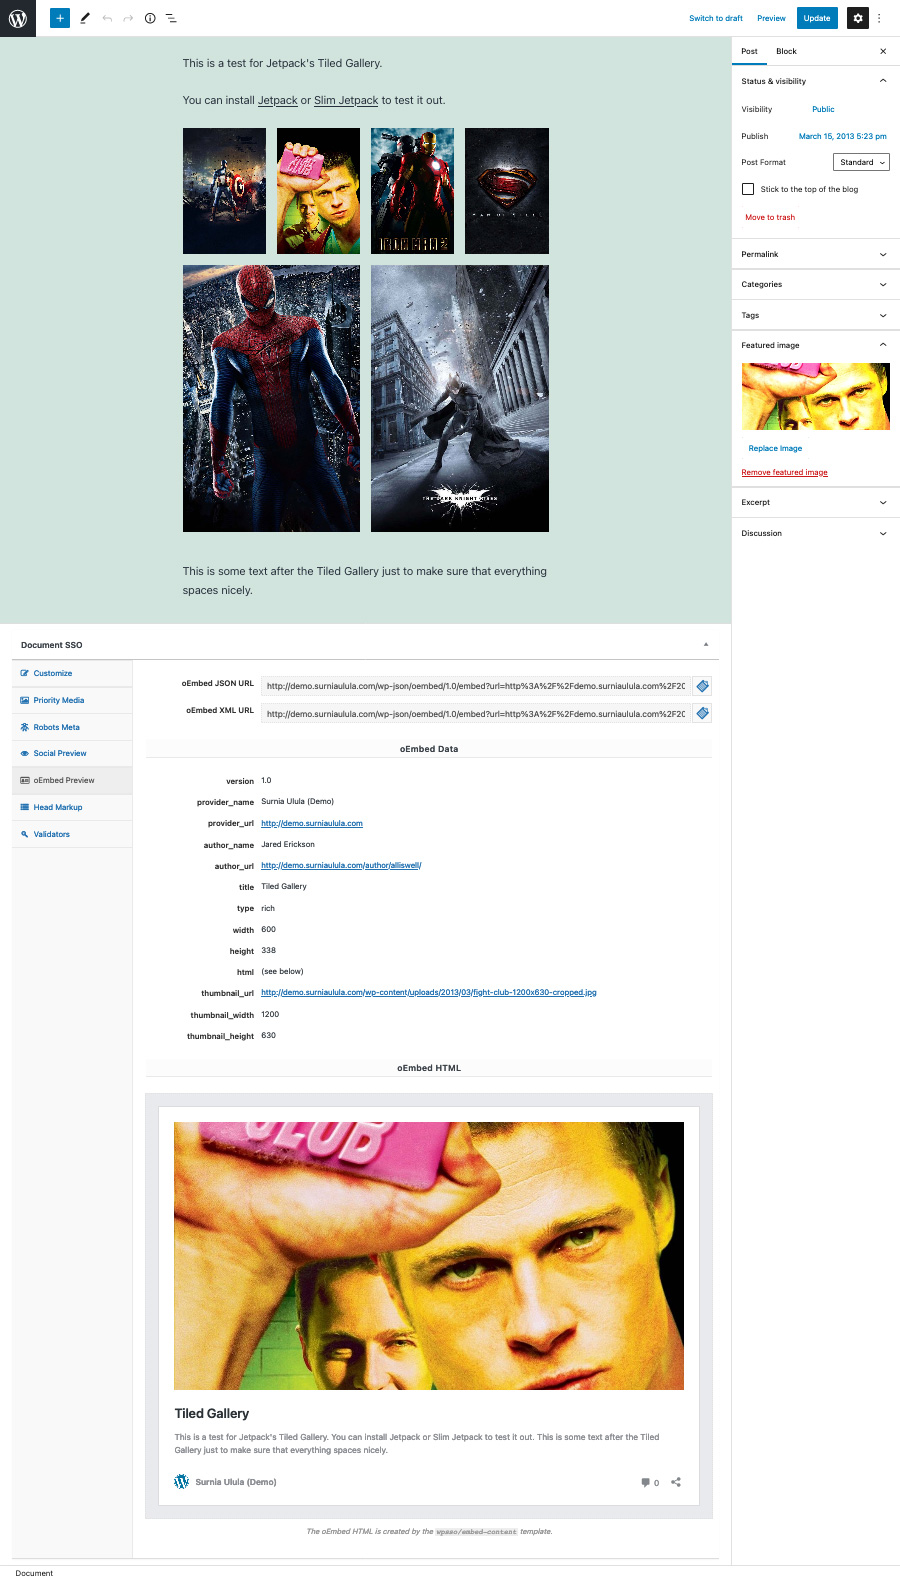 Switch to draft
Preview
Update
This is a test for Jetpack's Tiled Gallery.
You can install Jetpack or Slim Jetpack to test it out.
CLUB
IRON MAN 2
MAN OF STEEL
THE DARK KNIGHT RISES
This is some text after the Tiled Gallery just to make sure that everything
spaces nicely.
Post
Block
Status & visibility
Visibility
Public
Publish
March 15, 2013 5:23 pm
Post Format
Standard
Stick to the top of the blog
Move to trash
Permalink
Categories
Tags
Featured image
Replace Image
Remove featured image
Excerpt
Discussion
Document SSO
Customize
Priority Media
Robots Meta
Social Preview
oEmbed Preview
Head Markup
Validators
oEmbed JSON URL
http://demo.surniaulula.com/wp-json/oembed/1.0/embed?url=http%3A%2F%2Fdemo.surniaulula.com%2F20
oEmbed XML URL
http://demo.surniaulula.com/wp-json/oembed/1.0/embed?url=http%3A%2F%2Fdemo.surniaulula.com%2F20
oEmbed Data
version 1.0
provider_name Surnia Ulula (Demo)
provider_url http://demo.surniaulula.com
author_name Jared Erickson
author_url http://demo.surniaulula.com/author/alliswell/
title Tiled Gallery
type rich
width 600
height 338
html (see below)
thumbnail_url http://demo.surniaulula.com/wp-content/uploads/2013/03/fight-club-1200x630-cropped.jpg
thumbnail_width 1200
thumbnail_height 630
oEmbed HTML
CLUB
Tiled Gallery
This is a test for Jetpack's Tiled Gallery. You can install Jetpack or Slim Jetpack to test it out. This is some text after the Tiled
Gallery just to make sure that everything spaces nicely.
Surnia Ulula (Demo)
0
The oEmbed HTML is created by the wpsso/embed-content template.
Document